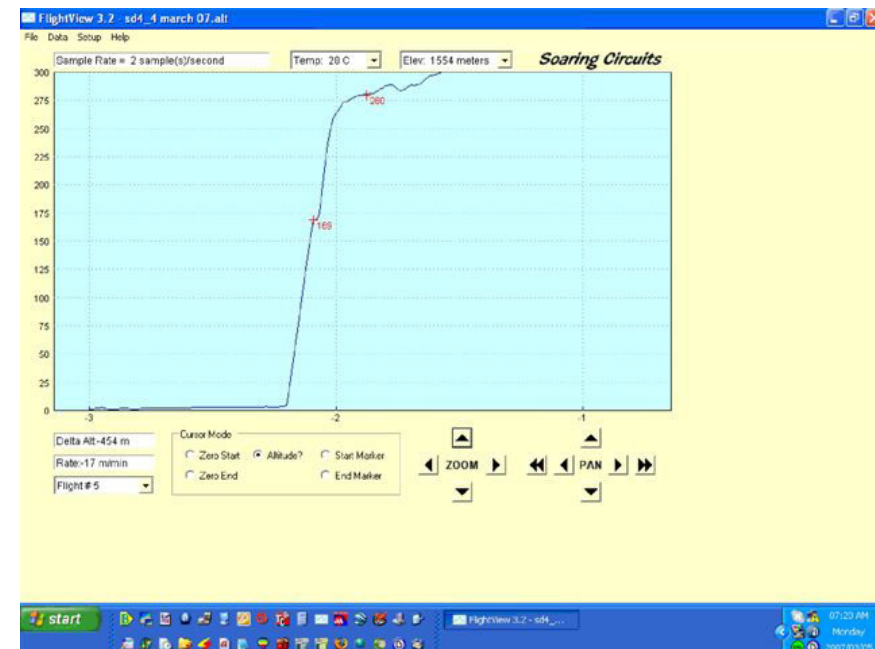 FlightView 3.2 - sd4_4 march 07.alt
File Data Setup Help
Sample Rate = 2 sample(s)/second
Temp: 28 C
Elev: 1554 meters
Soaring Circuits
300
275
250
225
200
175
150
125
100
75
50
25
0
280
169
-3 -2 -1
Delta Alt-454 m
Rate:-17 m/min
Flight # 5
Cursor Mode
Zero Start Altitude? Start Marker
Zero End End Marker
ZOOM
PAN
start
FlightView 3.2 - sd4_...
07:20 AM
Monday